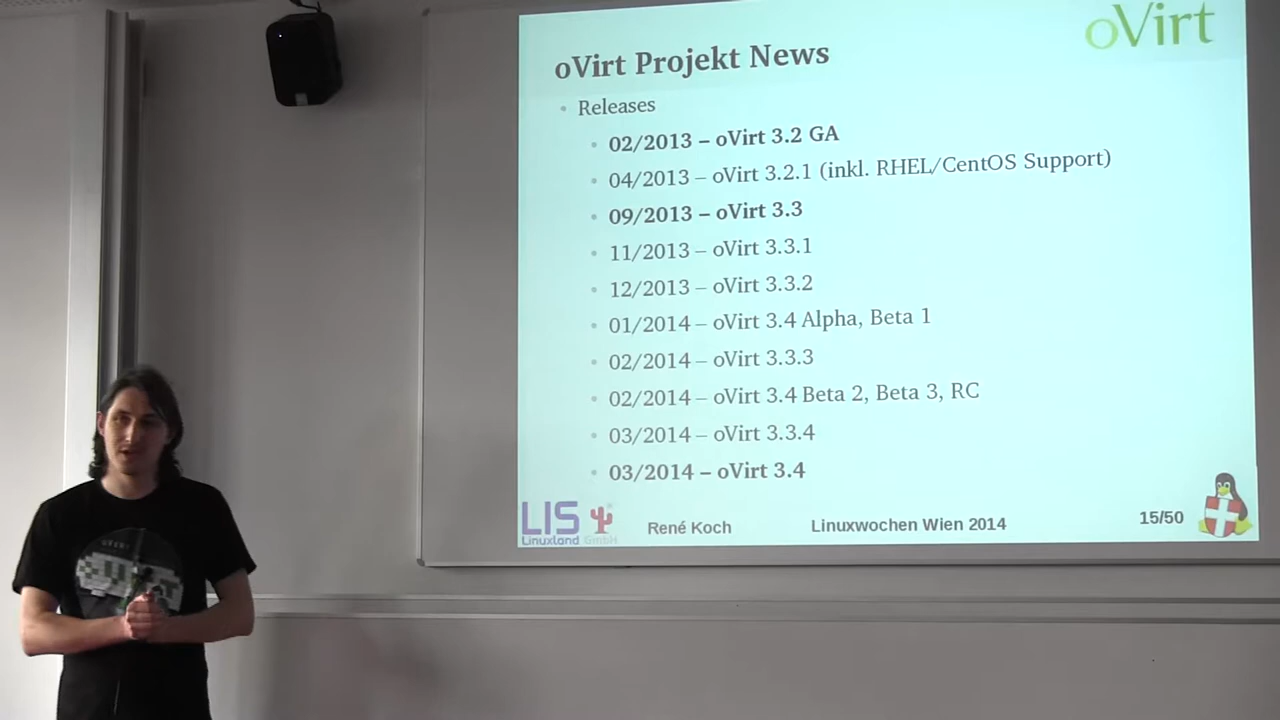 oVirt
oVirt Projekt News
Releases
02/2013 – oVirt 3.2 GA
04/2013 – oVirt 3.2.1 (inkl. RHEL/CentOS Support)
09/2013 – oVirt 3.3
11/2013 – oVirt 3.3.1
12/2013 – oVirt 3.3.2
01/2014 – oVirt 3.4 Alpha, Beta 1
02/2014 – oVirt 3.3.3
02/2014 – oVirt 3.4 Beta 2, Beta 3, RC
03/2014 – oVirt 3.3.4
03/2014 – oVirt 3.4
LIS
Linuxland GmbH
René Koch
Linuxwochen Wien 2014
15/50